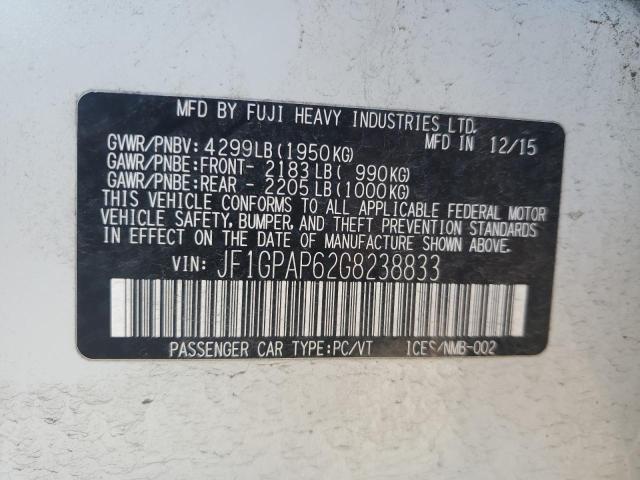 MFD BY FUJI HEAVY INDUSTRIES LTD.
MFD IN 12/15
GVWR/PNBV: 4299LB(1950KG)
GAWR/PNBE:FRONT- 2183LB( 990KG)
GAWR/PNBE:REAR - 2205LB(1000KG)
THIS VEHICLE CONFORMS TO ALL APPLICABLE FEDERAL MOTOR
VEHICLE SAFETY, BUMPER, AND THEFT PREVENTION STANDARDS
IN EFFECT ON THE DATE OF MANUFACTURE SHOWN ABOVE.
VIN: JF1GPAP62G8238833
PASSENGER CAR TYPE:PC/VT ICES/NMB-002